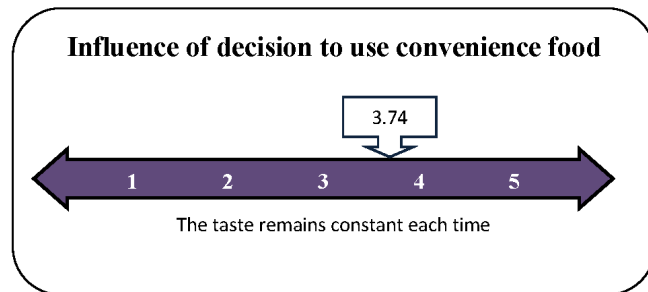 Influence of decision to use convenience food
3.74
1 2 3 4 5
The taste remains constant each time